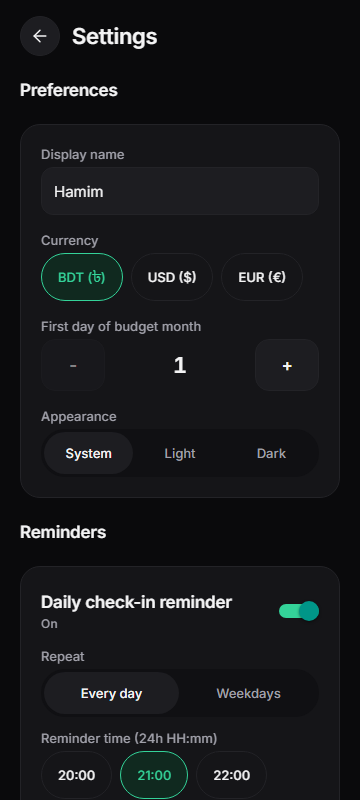 Settings
Preferences
Display name
Hamim
Currency
BDT (৳) USD ($) EUR (€)
First day of budget month
- 1 +
Appearance
System Light Dark
Reminders
Daily check-in reminder
On
Repeat
Every day Weekdays
Reminder time (24h HH:mm)
20:00 21:00 22:00